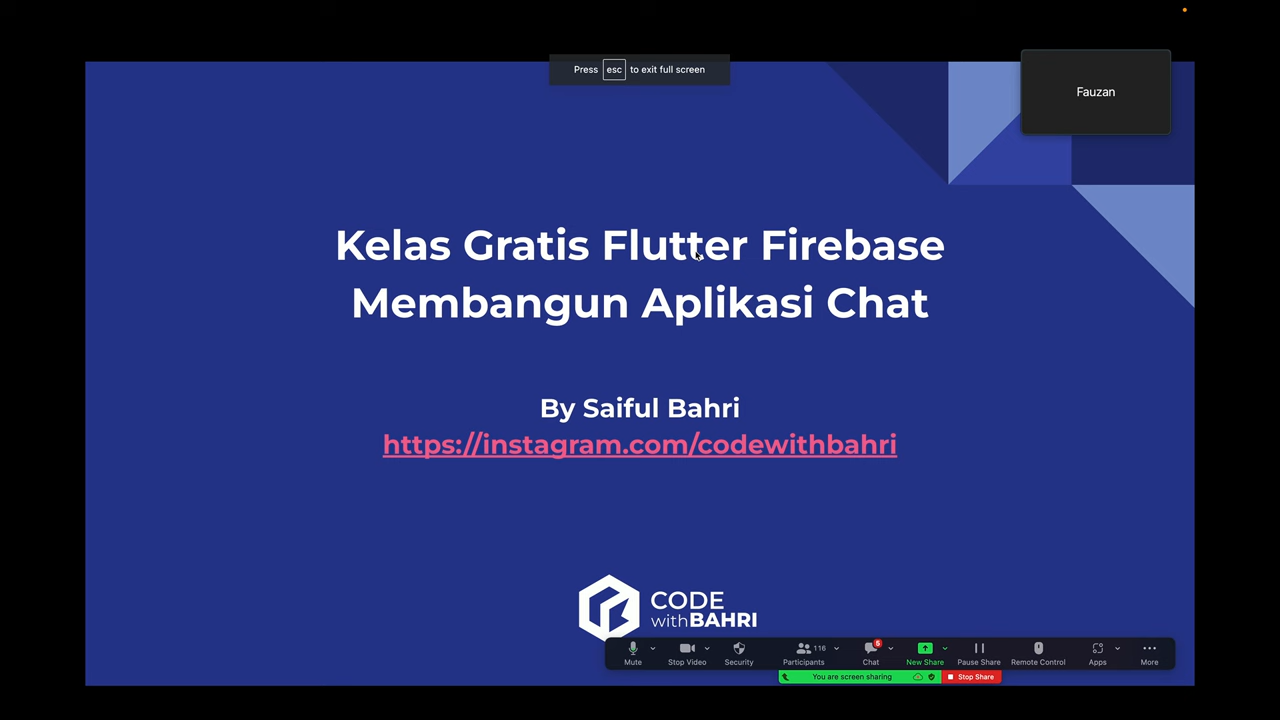 Press esc to exit full screen
Fauzan
Kelas Gratis Flutter Firebase
Membangun Aplikasi Chat
By Saiful Bahri
https://instagram.com/codewithbahri
CODE
withBAHRI
Mute Stop Video Security Participants 116 Chat 5 New Share Pause Share Remote Control Apps More
You are screen sharing Stop Share